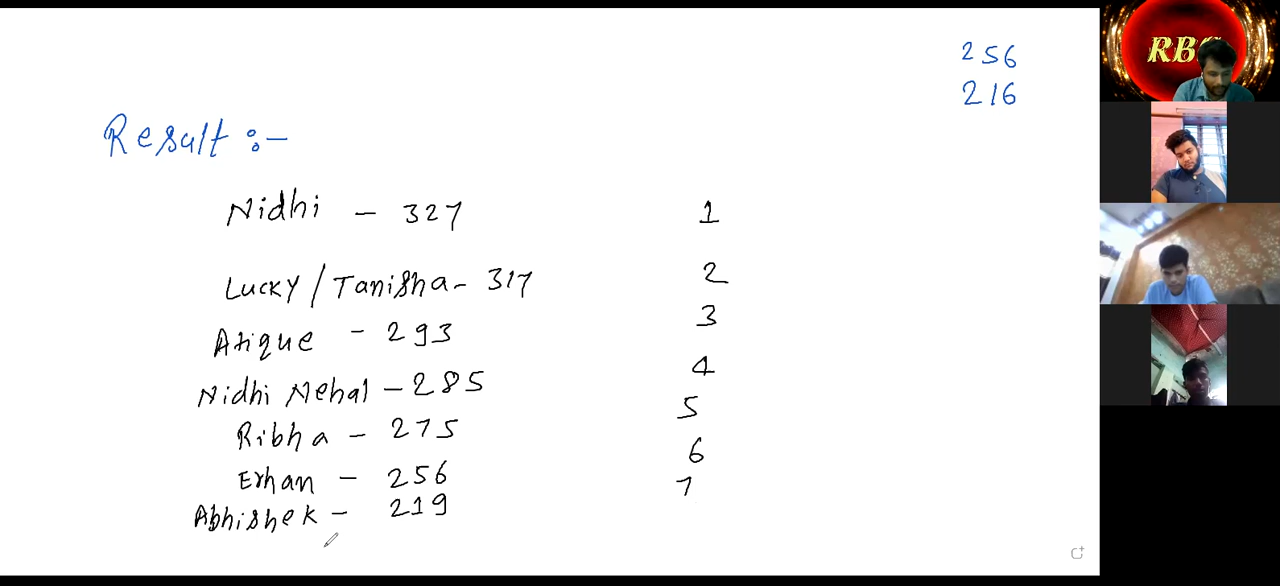 256
216
Result :-
Nidhi - 327 1
Lucky / Tanisha - 317 2
Atique - 293 3
Nidhi Nehal - 285 4
Ribha - 275 5
Erhan - 256 6
Abhishek - 219 7